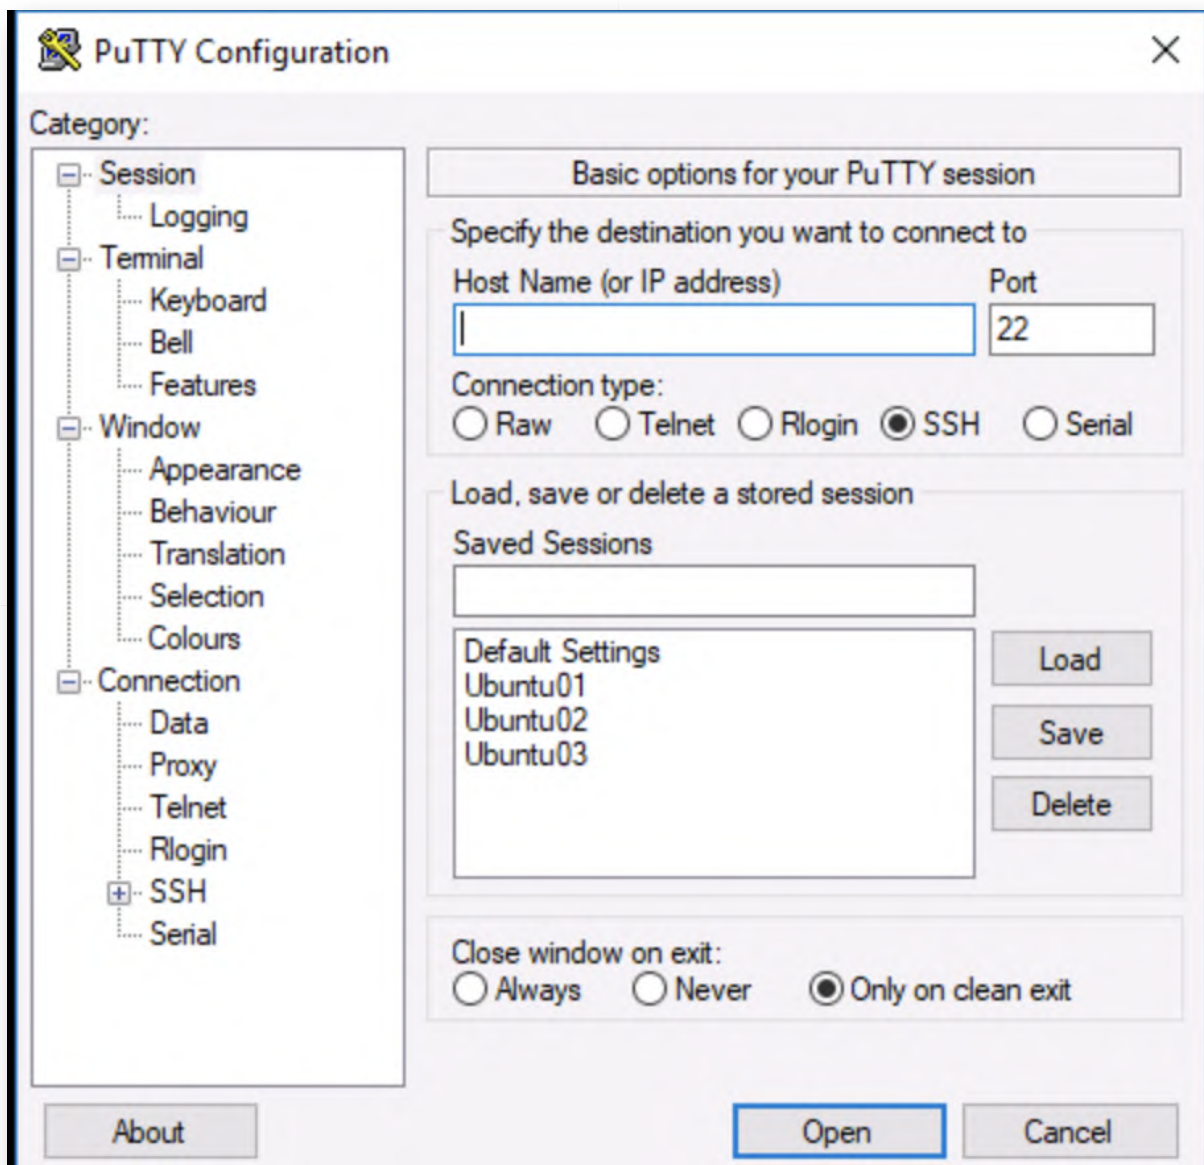 PuTTY Configuration
Category:
Session
Logging
Terminal
Keyboard
Bell
Features
Window
Appearance
Behaviour
Translation
Selection
Colours
Connection
Data
Proxy
Telnet
Rlogin
SSH
Serial
Basic options for your PuTTY session
Specify the destination you want to connect to
Host Name (or IP address) Port
22
Connection type:
Raw Telnet Rlogin SSH Serial
Load, save or delete a stored session
Saved Sessions
Default Settings
Ubuntu01
Ubuntu02
Ubuntu03
Load
Save
Delete
Close window on exit:
Always Never Only on clean exit
About Open Cancel